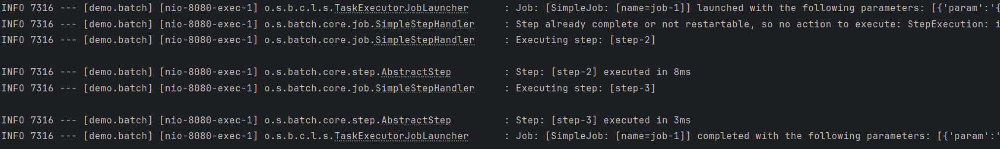 INFO 7316 --- [demo.batch] [nio-8080-exec-1] o.s.b.c.l.s.TaskExecutorJobLauncher : Job: [SimpleJob: [name=job-1]] launched with the following parameters: [{'param':'{
INFO 7316 --- [demo.batch] [nio-8080-exec-1] o.s.batch.core.job.SimpleStepHandler : Step already complete or not restartable, so no action to execute: StepExecution: i
INFO 7316 --- [demo.batch] [nio-8080-exec-1] o.s.batch.core.job.SimpleStepHandler : Executing step: [step-2]
INFO 7316 --- [demo.batch] [nio-8080-exec-1] o.s.batch.core.step.AbstractStep : Step: [step-2] executed in 8ms
INFO 7316 --- [demo.batch] [nio-8080-exec-1] o.s.batch.core.job.SimpleStepHandler : Executing step: [step-3]
INFO 7316 --- [demo.batch] [nio-8080-exec-1] o.s.batch.core.step.AbstractStep : Step: [step-3] executed in 3ms
INFO 7316 --- [demo.batch] [nio-8080-exec-1] o.s.b.c.l.s.TaskExecutorJobLauncher : Job: [SimpleJob: [name=job-1]] completed with the following parameters: [{'param':'